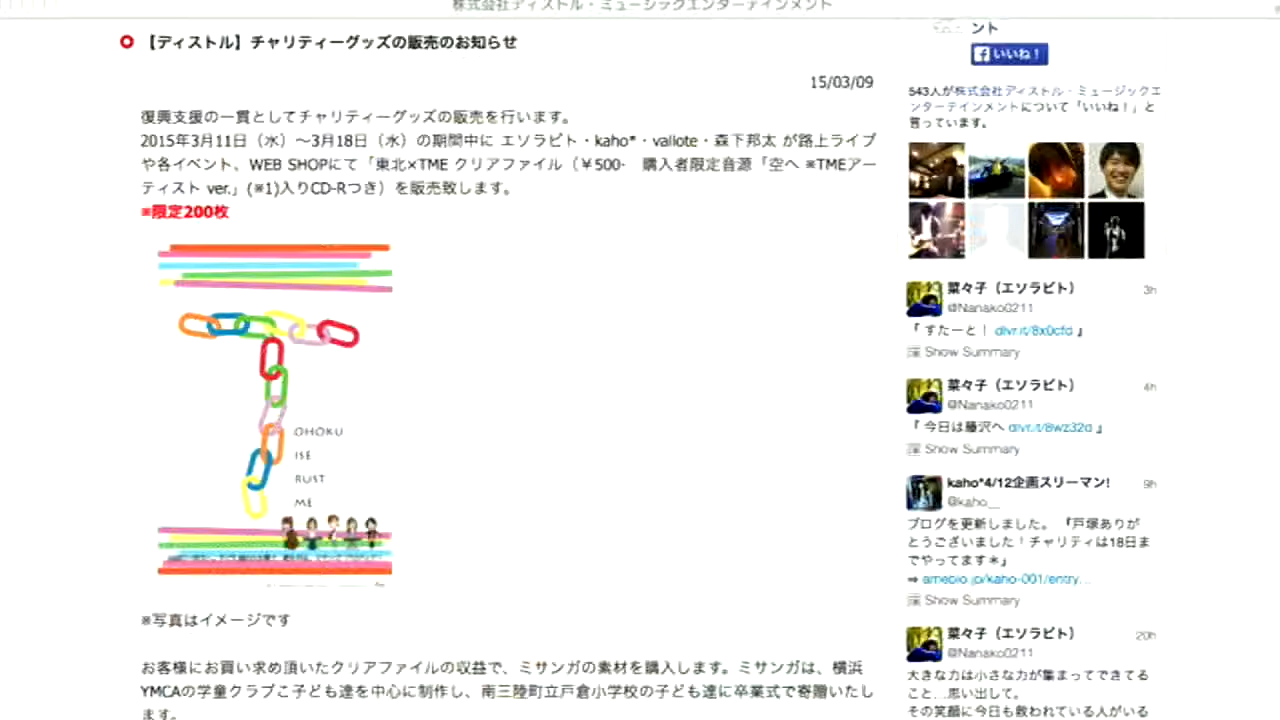 株式会社ディストル・ミュージックエンターテインメント
【ディストル】チャリティーグッズの販売のお知らせ
15/03/09
復興支援の一貫としてチャリティーグッズの販売を行います。
2015年3月11日（水）～3月18日（水）の期間中に エソラビト・kaho*・vallote・森下邦太 が路上ライブ
や各イベント、WEB SHOPにて「東北×TME クリアファイル（￥500- 購入者限定音源「空へ ※TMEアー
ティスト ver.」(※1)入りCD-Rつき）を販売致します。
※限定200枚
OHOKU
ISE
RUST
ME
※写真はイメージです
お客様にお買い求め頂いたクリアファイルの収益で、ミサンガの素材を購入します。ミサンガは、横浜
YMCAの学童クラブこ子ども達を中心に制作し、南三陸町立戸倉小学校の子ども達に卒業式で寄贈いたし
ます。
ント
いいね！
543人が株式会社ディストル・ミュージックエ
ンターテインメントについて「いいね！」と
言っています。
菜々子（エソラビト） 3h
@Nanako0211
『 すたーと！ dlvr.it/8x0cfd 』
Show Summary
菜々子（エソラビト） 4h
@Nanako0211
『 今日は藤沢へ dlvr.it/8wz32d 』
Show Summary
kaho*4/12企画スリーマン! 9h
@kaho__
ブログを更新しました。 『戸塚ありが
とうございました！チャリティは18日ま
でやってます＊』
⇒ ameblo.jp/kaho-001/entry…
Show Summary
菜々子（エソラビト） 20h
@Nanako0211
大きな力は小さな力が集まってできてる
こと…思い出して。
その笑顔に今日も救われている人がいる